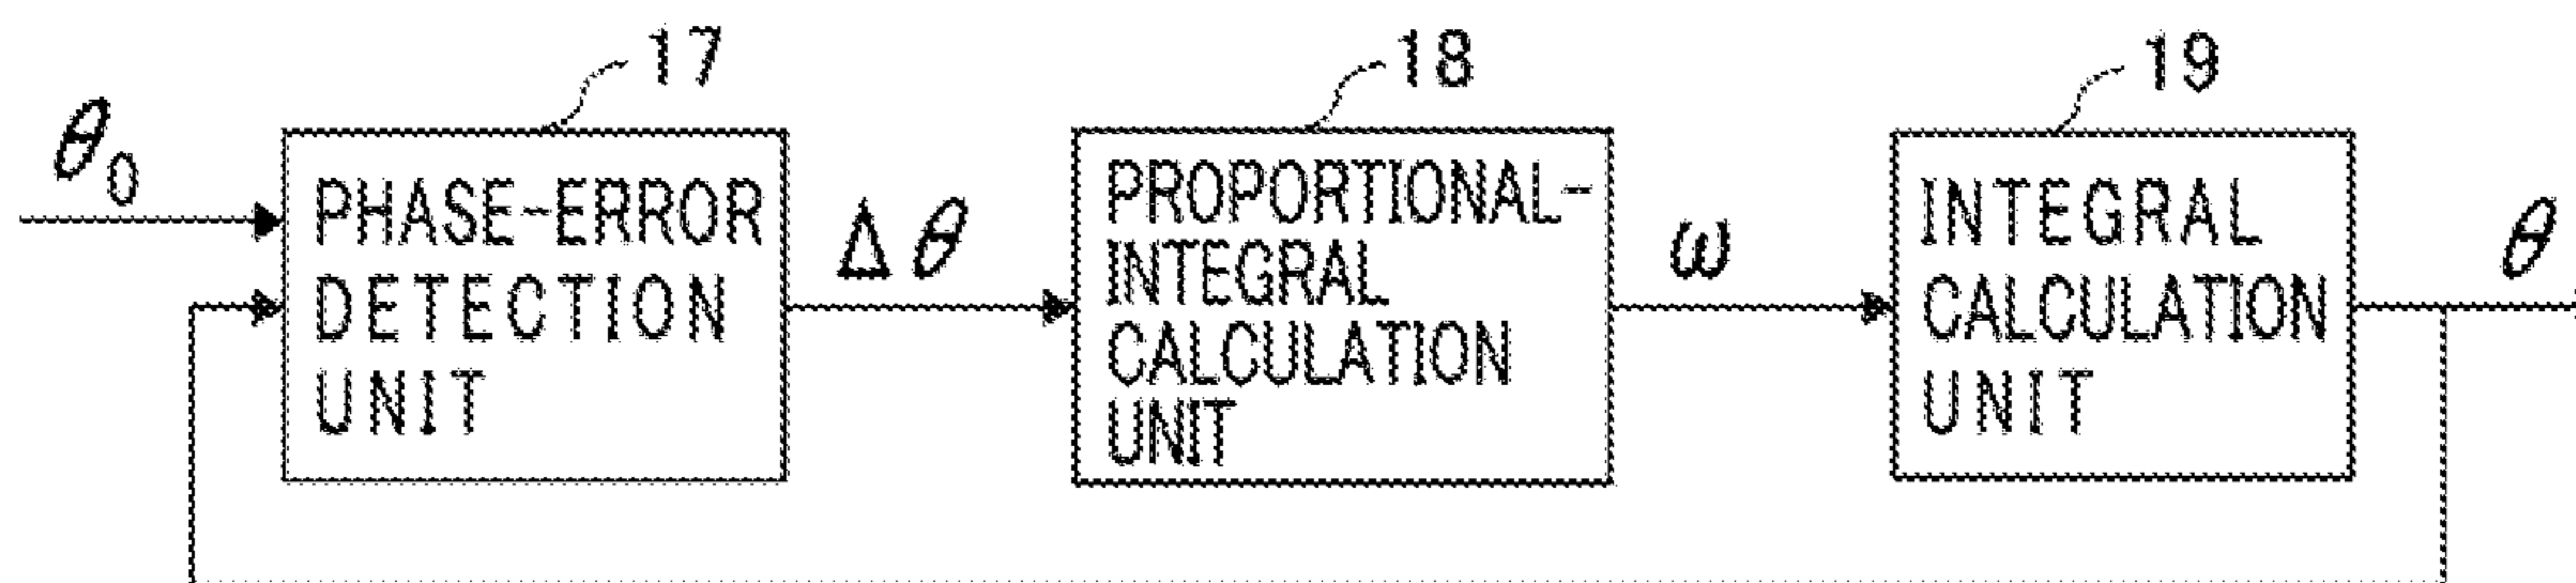 17
18
19
θ0
PHASE-ERROR
DETECTION
UNIT
Δθ
PROPORTIONAL-
INTEGRAL
CALCULATION
UNIT
ω
INTEGRAL
CALCULATION
UNIT
θ